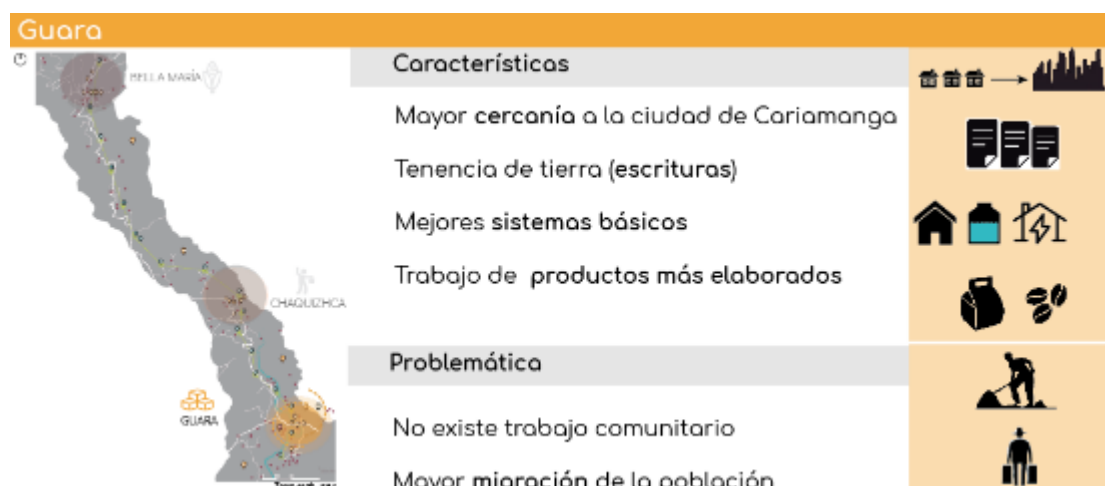 Guara
BELLA MARÍA
CHAQUIZHCA
GUARA
Características
Mayor cercanía a la ciudad de Cariamanga
Tenencia de tierra (escrituras)
Mejores sistemas básicos
Trabajo de productos más elaborados
Problemática
No existe trabajo comunitario
Mayor migración de la población